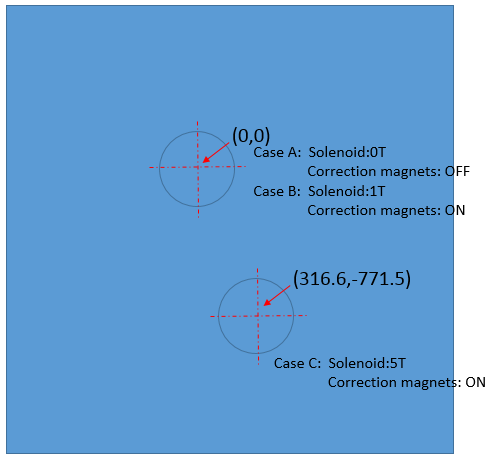 (0,0)
Case A: Solenoid:0T
Correction magnets: OFF
Case B: Solenoid:1T
Correction magnets: ON
(316.6,-771.5)
Case C: Solenoid:5T
Correction magnets: ON